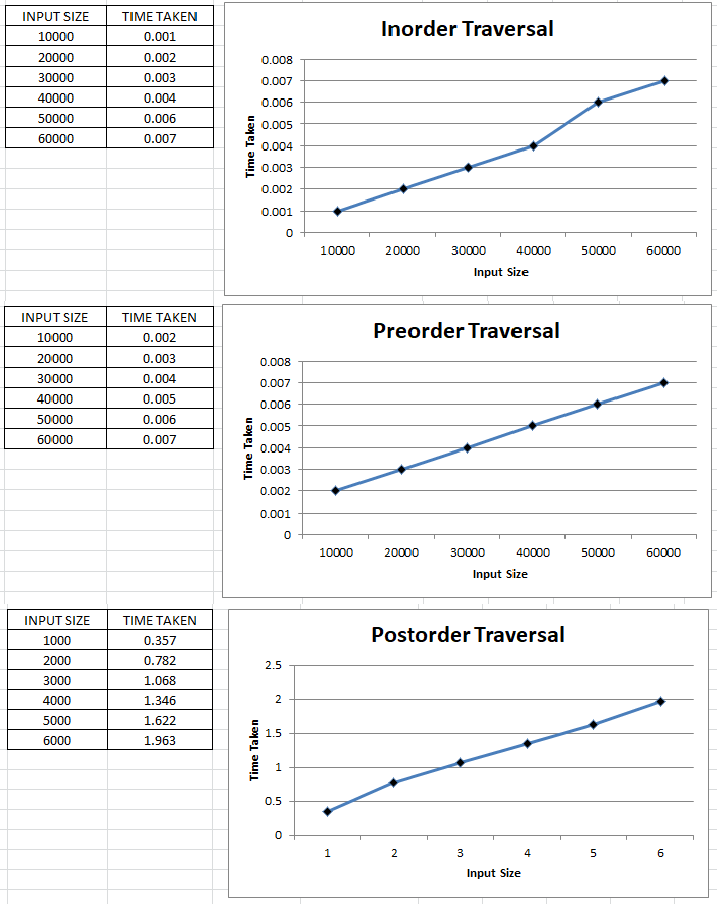 INPUT SIZE TIME TAKEN
10000 0.001
20000 0.002
30000 0.003
40000 0.004
50000 0.006
60000 0.007
Inorder Traversal
0.008
0.007
0.006
0.005
0.004
0.003
0.002
0.001
0
Time Taken
10000 20000 30000 40000 50000 60000
Input Size
INPUT SIZE TIME TAKEN
10000 0.002
20000 0.003
30000 0.004
40000 0.005
50000 0.006
60000 0.007
Preorder Traversal
0.008
0.007
0.006
0.005
0.004
0.003
0.002
0.001
0
Time Taken
10000 20000 30000 40000 50000 60000
Input Size
INPUT SIZE TIME TAKEN
1000 0.357
2000 0.782
3000 1.068
4000 1.346
5000 1.622
6000 1.963
Postorder Traversal
2.5
2
1.5
1
0.5
0
Time Taken
1 2 3 4 5 6
Input Size